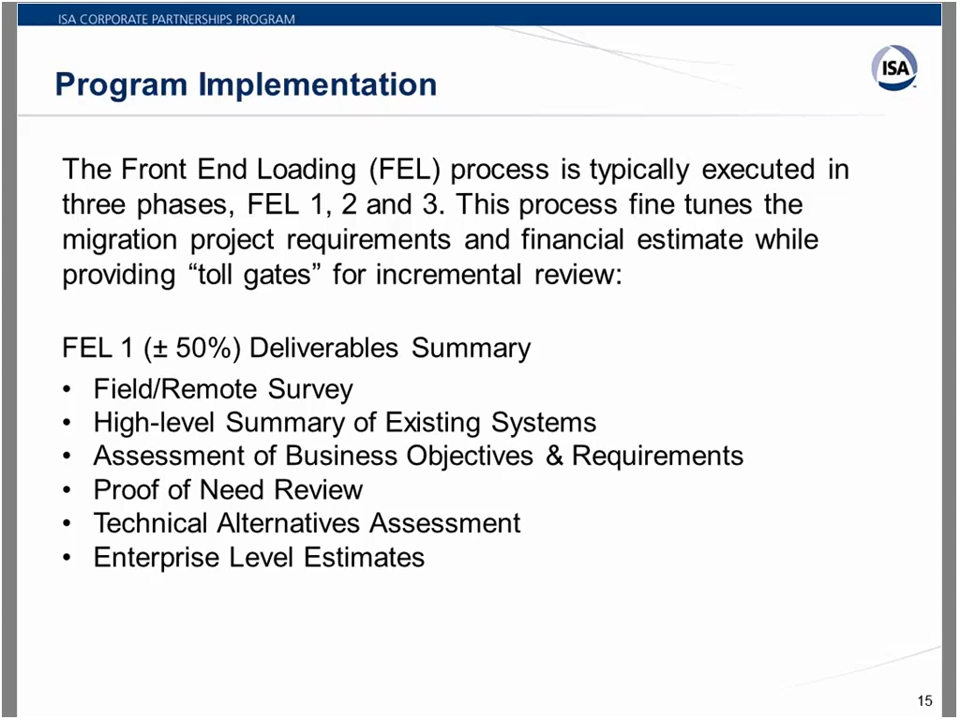 ISA CORPORATE PARTNERSHIPS PROGRAM
Program Implementation
ISA
The Front End Loading (FEL) process is typically executed in
three phases, FEL 1, 2 and 3. This process fine tunes the
migration project requirements and financial estimate while
providing “toll gates” for incremental review:
FEL 1 (± 50%) Deliverables Summary
• Field/Remote Survey
• High-level Summary of Existing Systems
• Assessment of Business Objectives & Requirements
• Proof of Need Review
• Technical Alternatives Assessment
• Enterprise Level Estimates
15